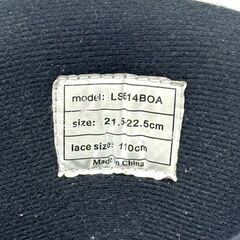 model: LS614BOA
size: 21.5-22.5cm
lace size: 110cm
Made in China